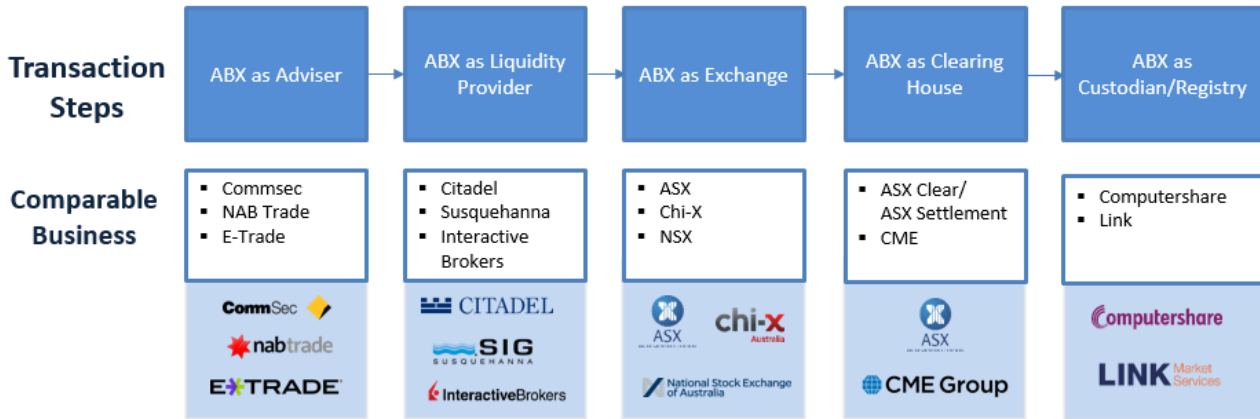 Transaction
Steps
ABX as Adviser
ABX as Liquidity
Provider
ABX as Exchange
ABX as Clearing
House
ABX as
Custodian/Registry
Comparable
Business
▪ Commsec
▪ NAB Trade
▪ E-Trade
▪ Citadel
▪ Susquehanna
▪ Interactive
Brokers
▪ ASX
▪ Chi-X
▪ NSX
▪ ASX Clear/
ASX Settlement
▪ CME
▪ Computershare
▪ Link
CommSec
nabtrade
E*TRADE
CITADEL
SIG
SUSQUEHANNA
InteractiveBrokers
ASX
chi-x
Australia
National Stock Exchange
of Australia
ASX
CME Group
Computershare
LINK Market
Services